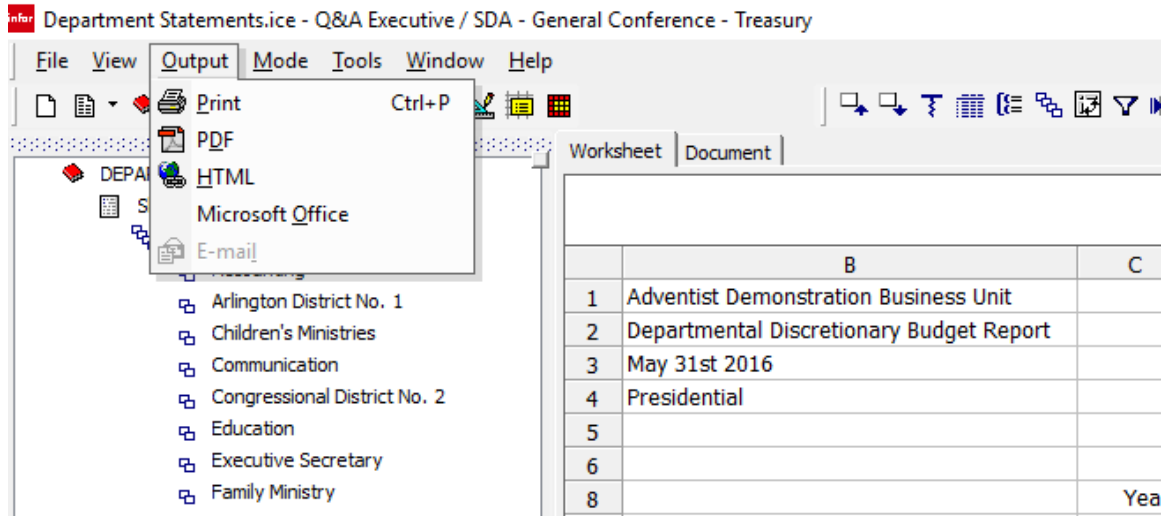 infor Department Statements.ice - Q&A Executive / SDA - General Conference - Treasury
File View Output Mode Tools Window Help
Print Ctrl+P
PDF
HTML
Microsoft Office
E-mail
DEPA
S
Arlington District No. 1
Children's Ministries
Communication
Congressional District No. 2
Education
Executive Secretary
Family Ministry
Worksheet Document
B C
1 Adventist Demonstration Business Unit
2 Departmental Discretionary Budget Report
3 May 31st 2016
4 Presidential
5
6
8 Yea